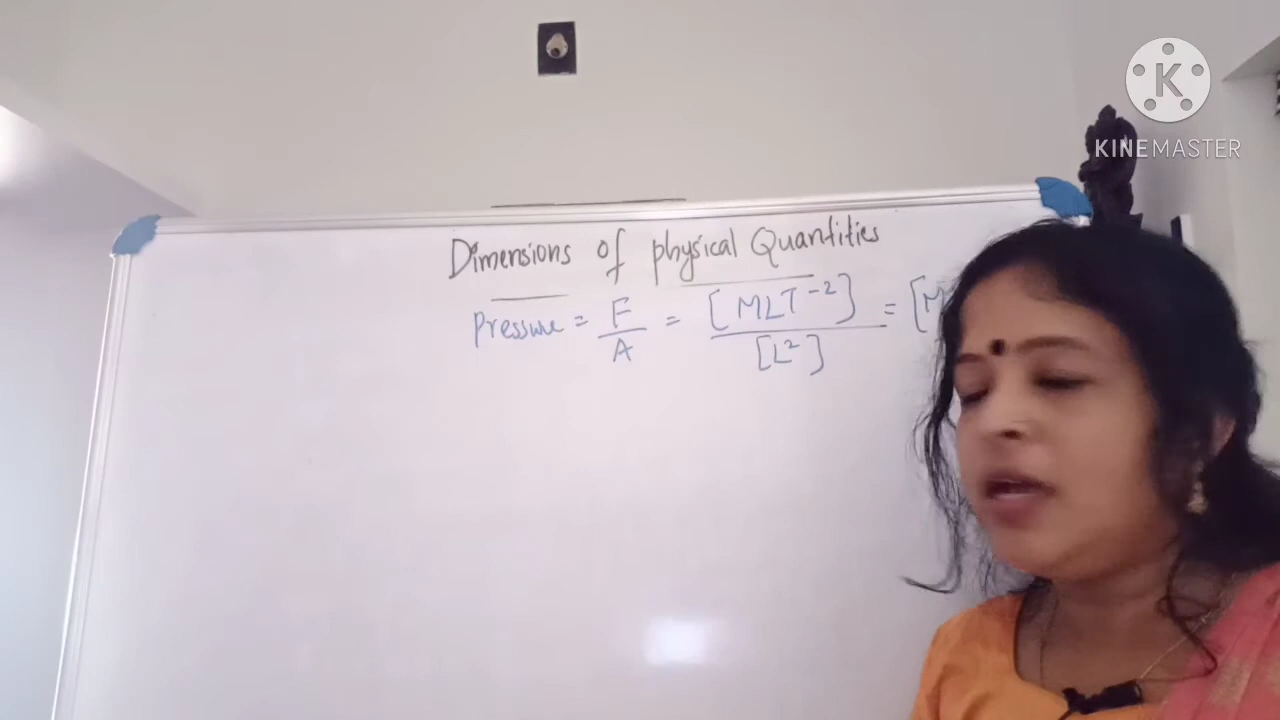 K
KINEMASTER
Dimensions of physical Quantities
Pressure = F/A = [MLT⁻²]/[L²] = [M